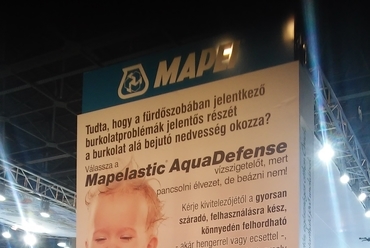 MAPEI
Tudta, hogy a fürdőszobában jelentkező
burkolatproblémák jelentős részét
a burkolat alá bejutó nedvesség okozza?
Válassza a
Mapelastic® AquaDefense
vízszigetelőt, mert
pancsolni élvezet, de beázni nem!
Kérje kivitelezőjétől a gyorsan
száradó, felhasználásra kész,
könnyedén felhordható
- akár hengerrel vagy ecsettel -,